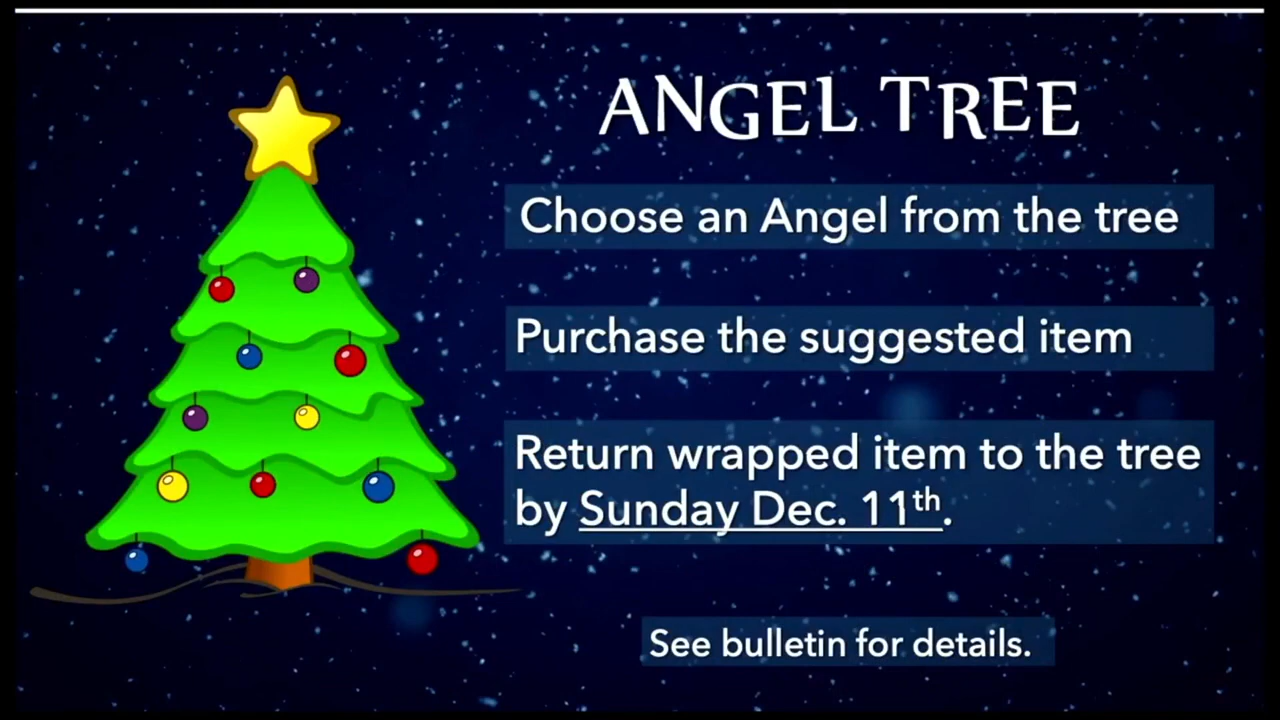 ANGEL TREE
Choose an Angel from the tree
Purchase the suggested item
Return wrapped item to the tree
by Sunday Dec. 11th.
See bulletin for details.